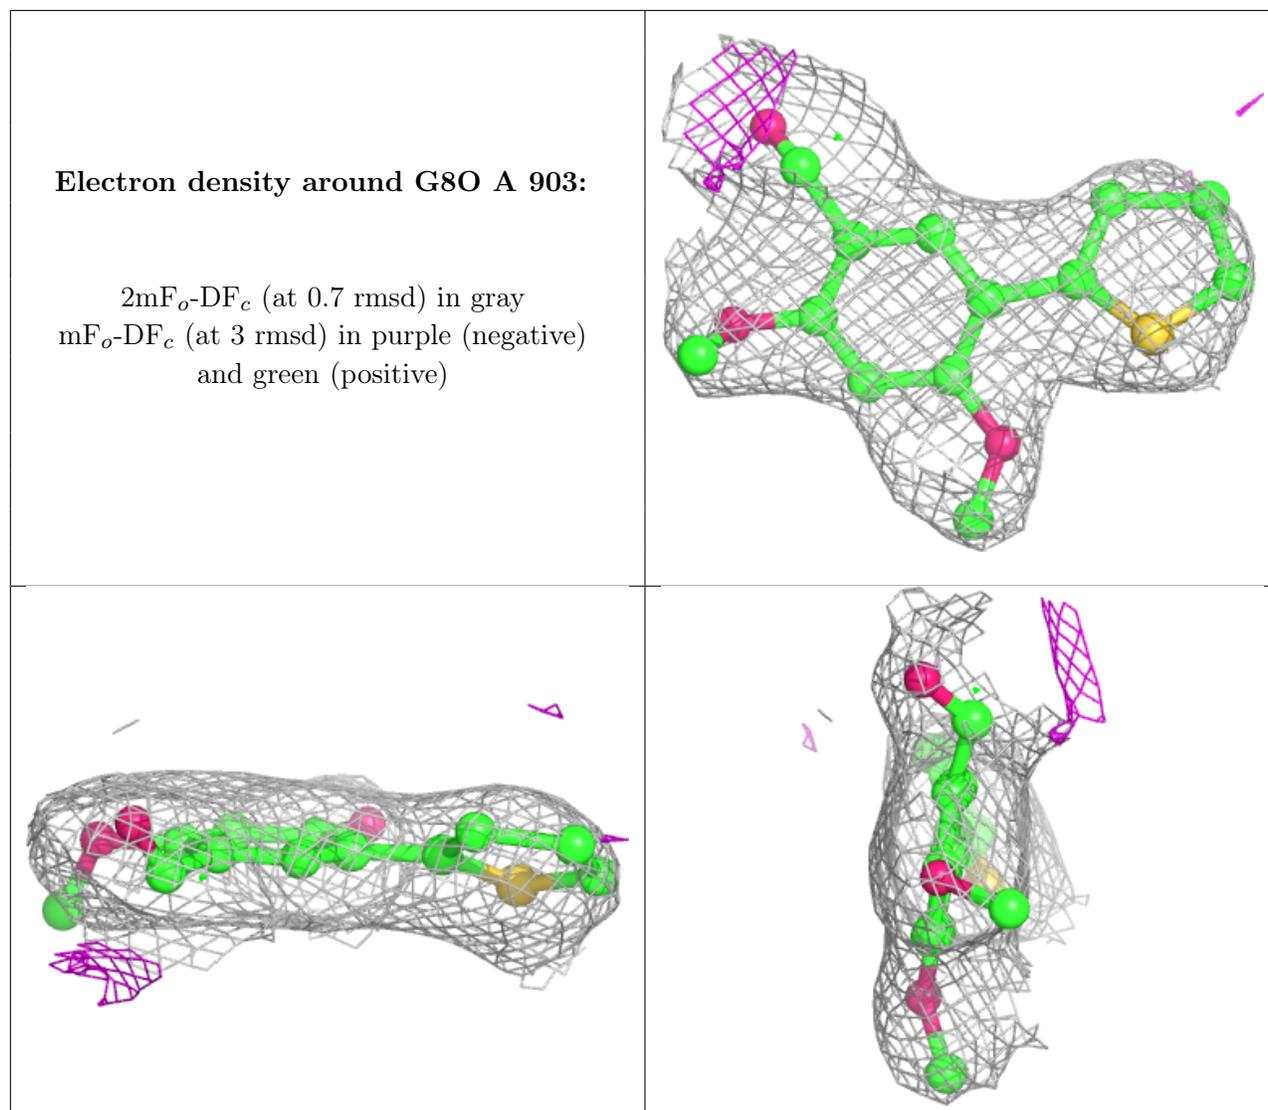 Electron density around G8O A 903:
2mFo-DFc (at 0.7 rmsd) in gray
mFo-DFc (at 3 rmsd) in purple (negative)
and green (positive)